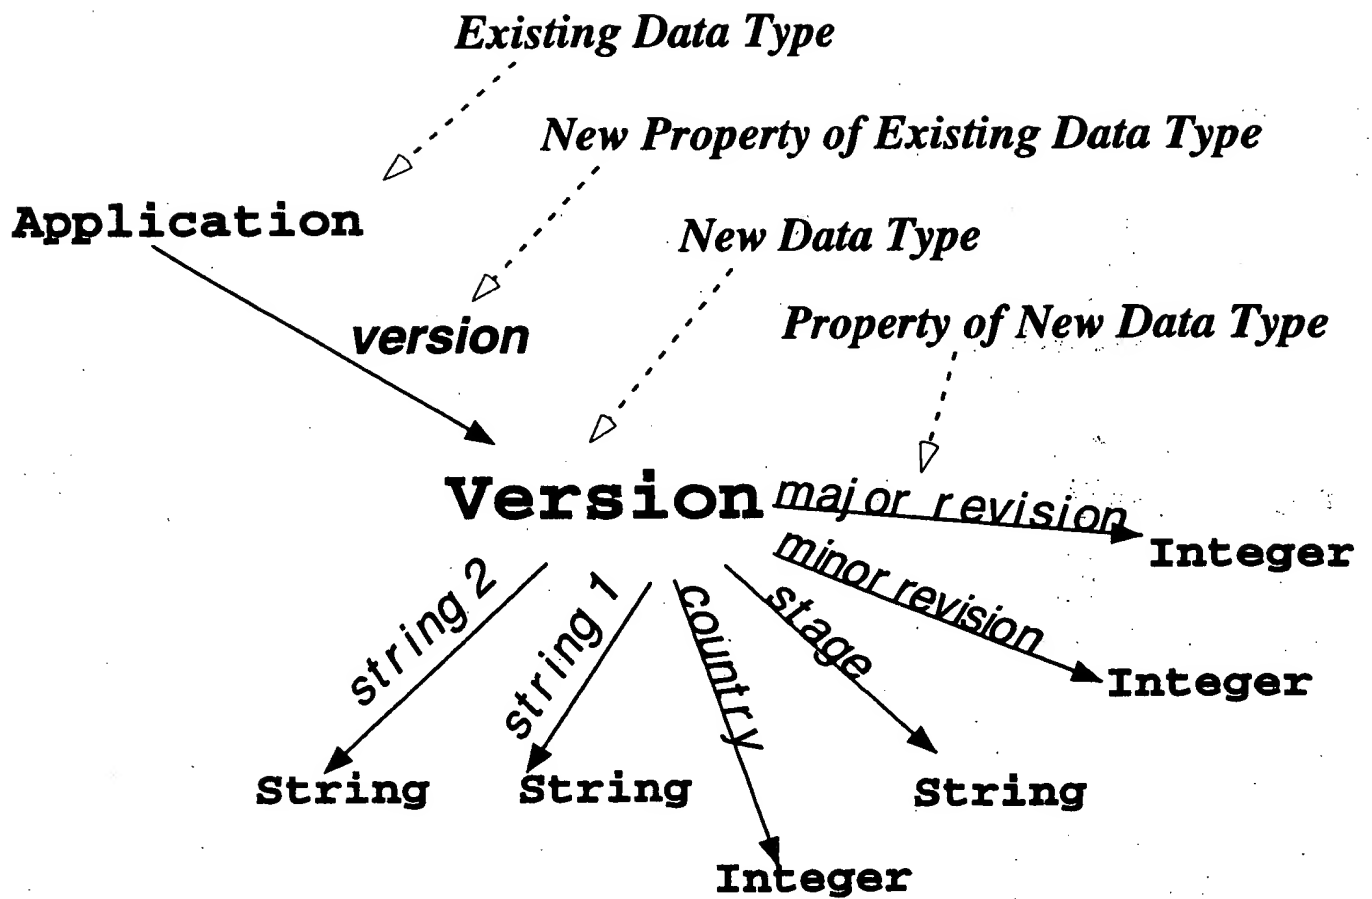 Existing Data Type
New Property of Existing Data Type
Application
New Data Type
version
Property of New Data Type
Version
major revision
Integer
minor revision
string 2
string 1
country
stage
Integer
String
String
String
Integer